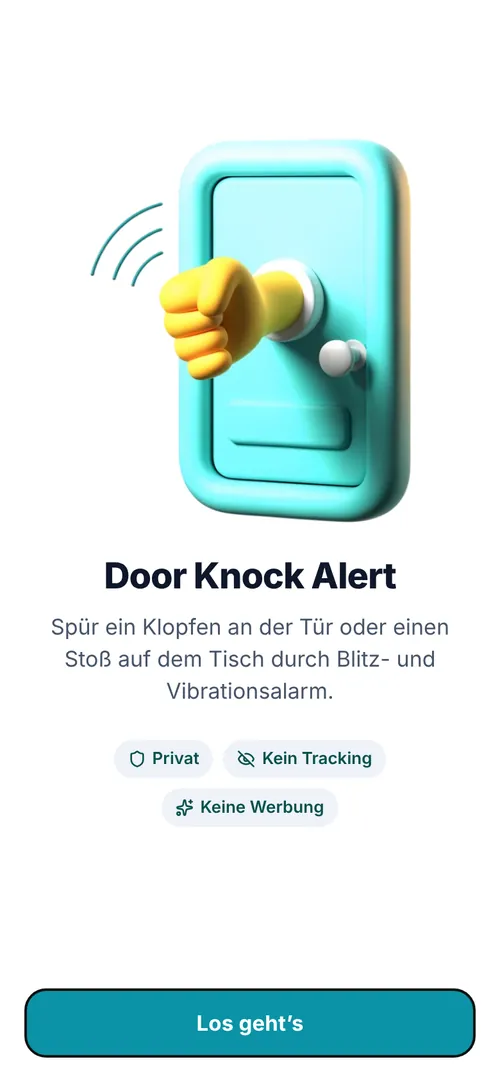 Door Knock Alert
Spür ein Klopfen an der Tür oder einen
Stoß auf dem Tisch durch Blitz- und
Vibrationsalarm.
Privat
Kein Tracking
Keine Werbung
Los geht’s